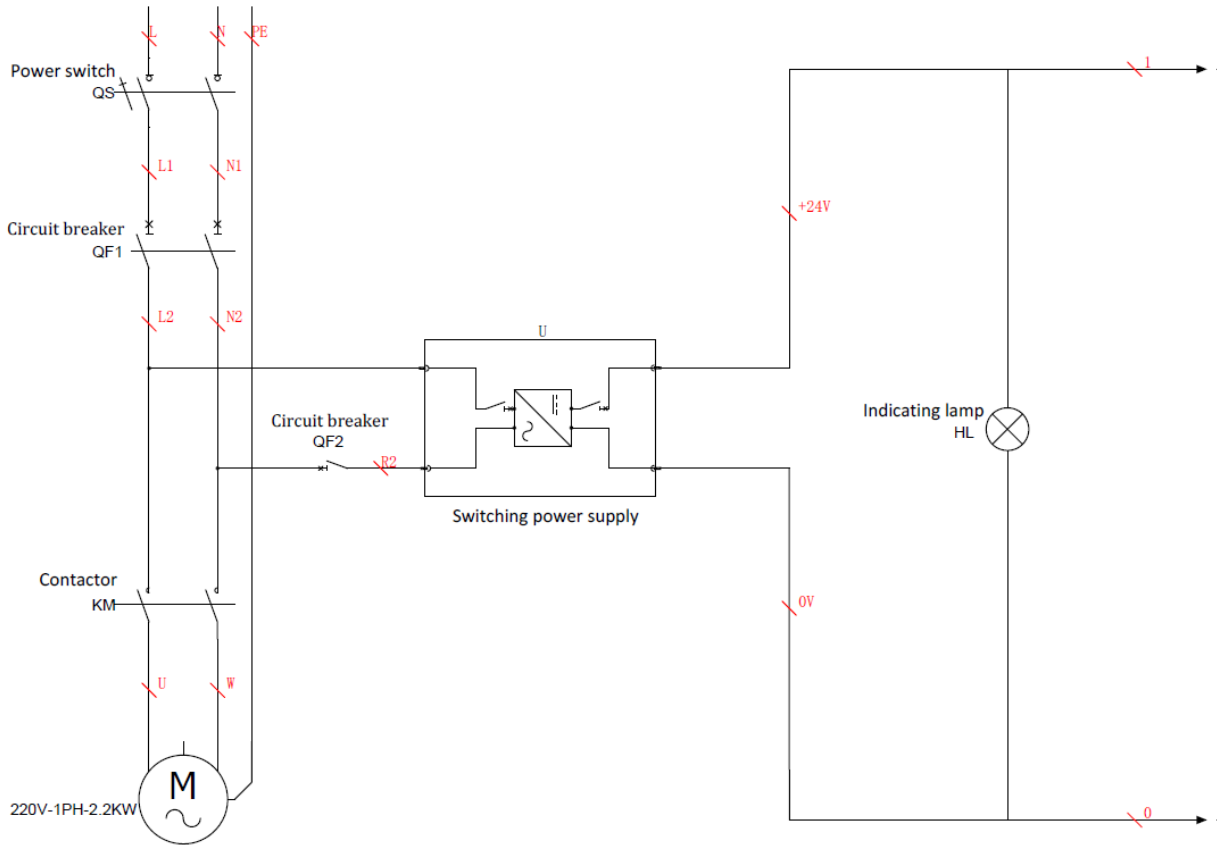 L N PE
Power switch
QS
1
L1 N1
+24V
Circuit breaker
QF1
L2 N2
U
Circuit breaker
QF2
R2
Indicating lamp
HL
Switching power supply
Contactor
KM
0V
U W
M
220V-1PH-2.2KW
0